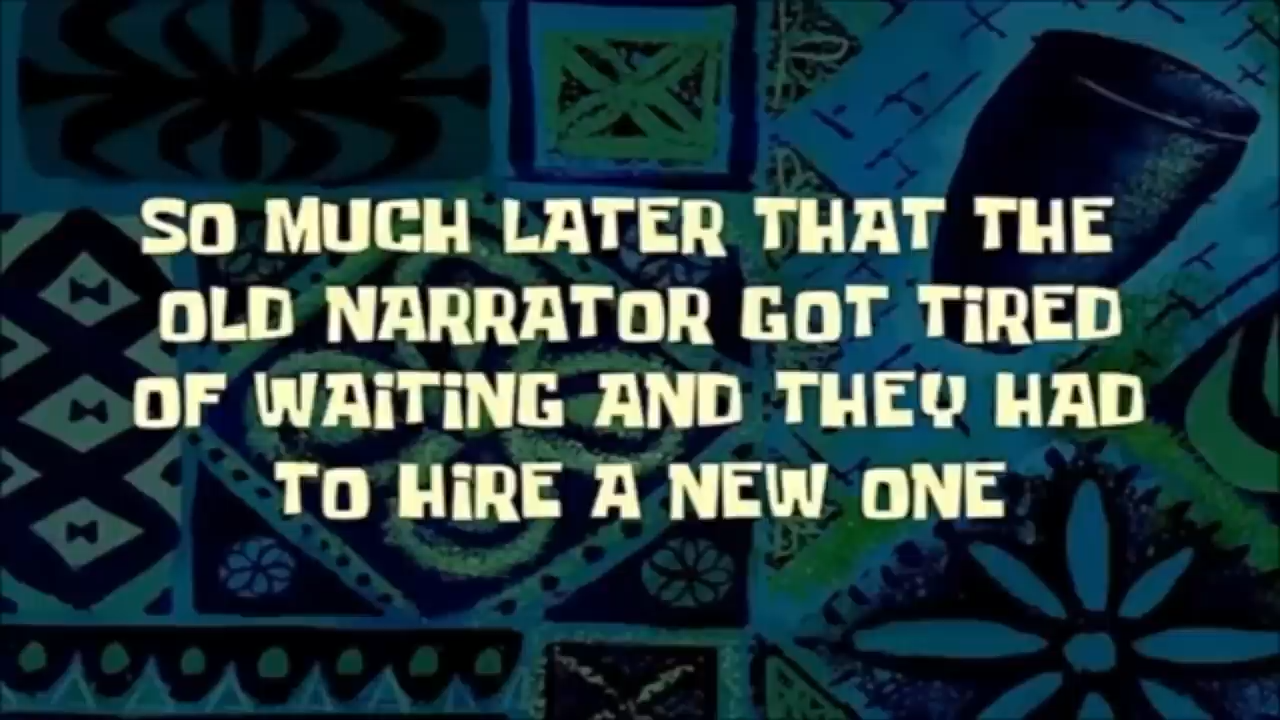 SO MUCH LATER THAT THE
OLD NARRATOR GOT TiRED
OF WAiTiNG AND THEY HAD
TO HiRE A NEW ONE